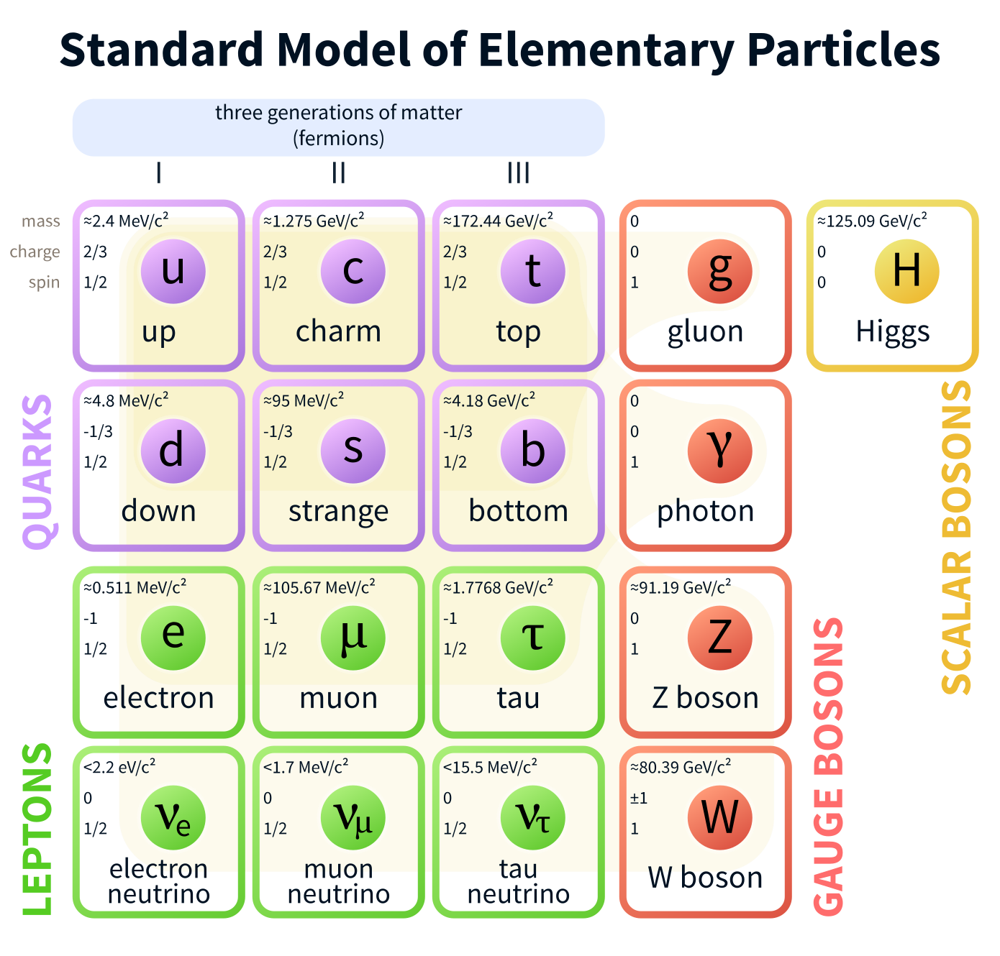 Standard Model of Elementary Particles
three generations of matter
(fermions)
I
II
III
mass
charge
spin
≈2.4 MeV/c²
2/3
1/2
u
up
≈1.275 GeV/c²
2/3
1/2
c
charm
≈172.44 GeV/c²
2/3
1/2
t
top
0
0
1
g
gluon
≈125.09 GeV/c²
0
0
H
Higgs
QUARKS
≈4.8 MeV/c²
-1/3
1/2
d
down
≈95 MeV/c²
-1/3
1/2
s
strange
≈4.18 GeV/c²
-1/3
1/2
b
bottom
0
0
1
γ
photon
SCALAR BOSONS
≈0.511 MeV/c²
-1
1/2
e
electron
≈105.67 MeV/c²
-1
1/2
μ
muon
≈1.7768 GeV/c²
-1
1/2
τ
tau
≈91.19 GeV/c²
0
1
Z
Z boson
GAUGE BOSONS
LEPTONS
<2.2 eV/c²
0
1/2
νe
electron
neutrino
<1.7 MeV/c²
0
1/2
νμ
muon
neutrino
<15.5 MeV/c²
0
1/2
ντ
tau
neutrino
≈80.39 GeV/c²
±1
1
W
W boson